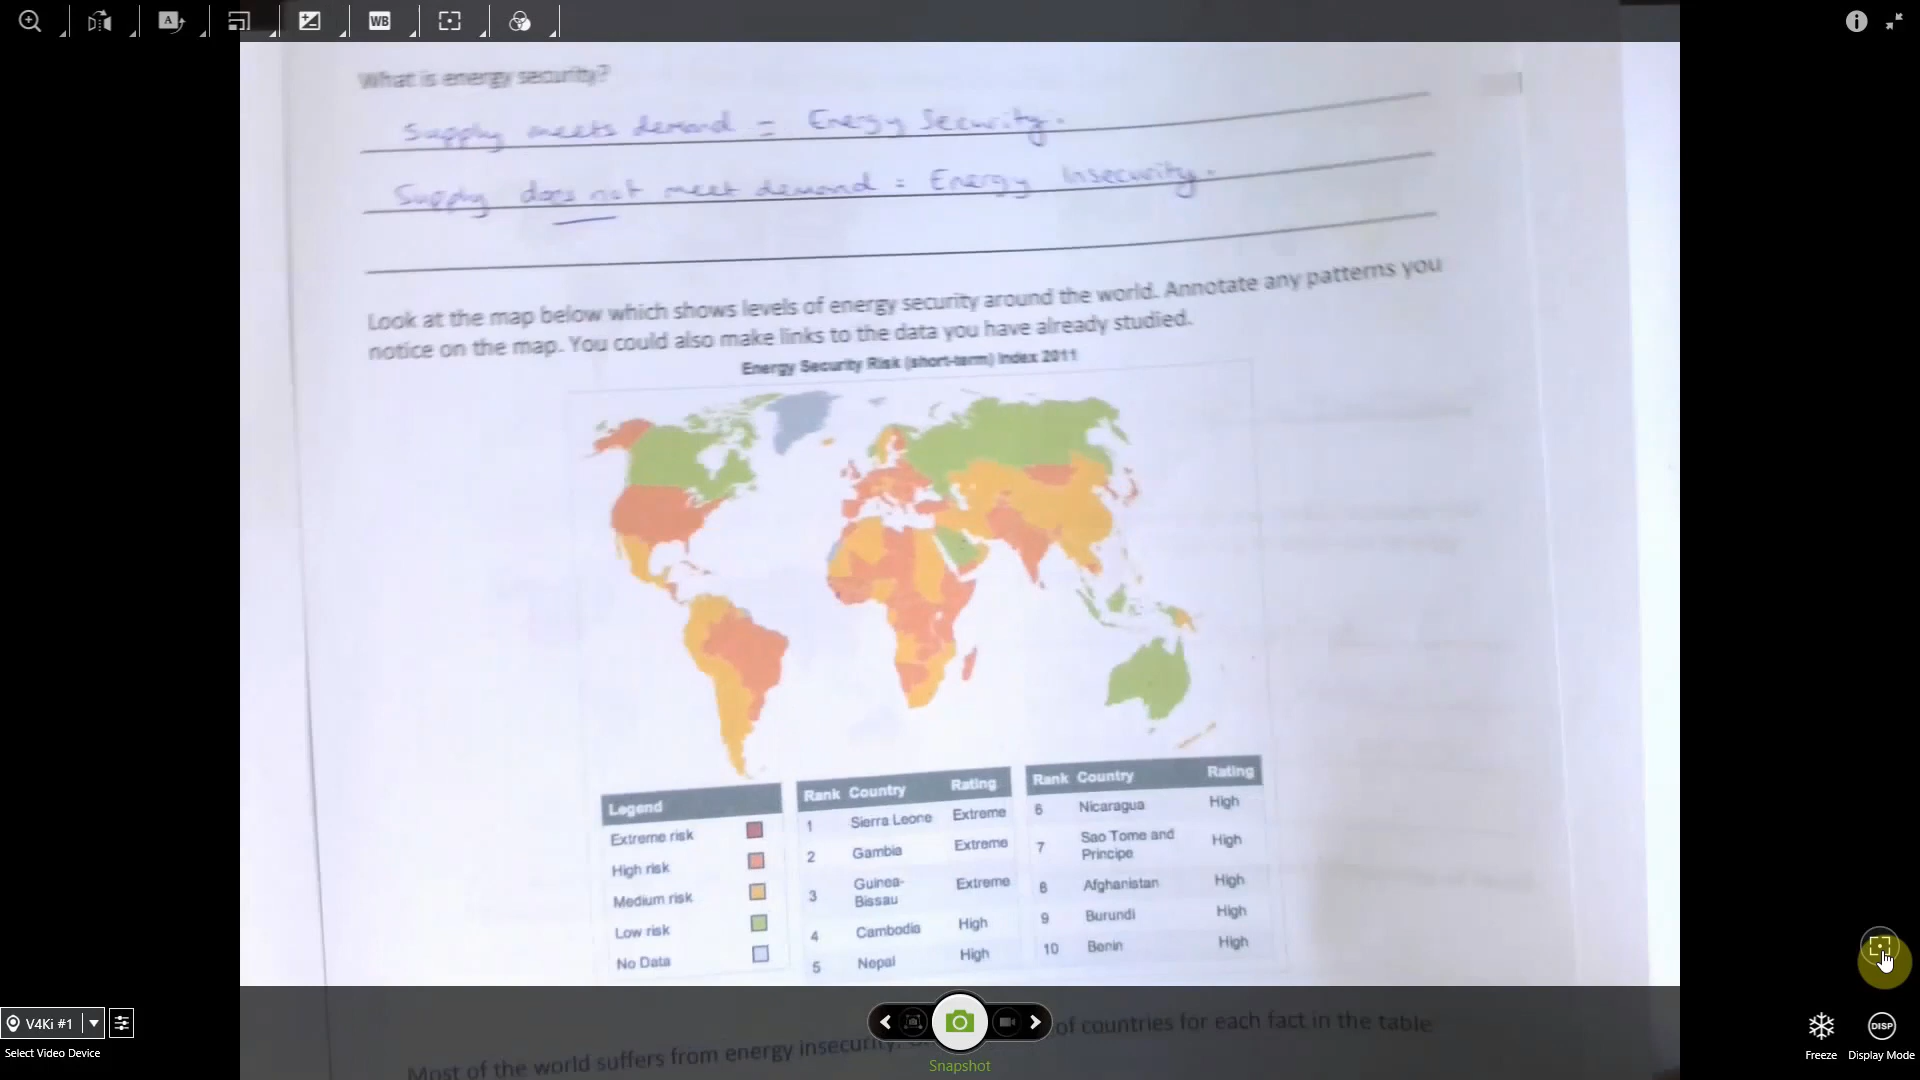 WB
What is energy security?
Supply meets demand = Energy Security.
Supply does not meet demand = Energy Insecurity.
Look at the map below which shows levels of energy security around the world. Annotate any patterns you
notice on the map. You could also make links to the data you have already studied.
Energy Security Risk (short-term) Index 2011
Legend
Extreme risk
High risk
Medium risk
Low risk
No Data
Rank Country Rating
1 Sierra Leone Extreme
2 Gambia Extreme
3 Guinea-
Bissau Extreme
4 Cambodia High
5 Nepal High
Rank Country Rating
6 Nicaragua High
7 Sao Tome and
Principe High
8 Afghanistan High
9 Burundi High
10 Benin High
Most of the world suffers from energy insecurity. of countries for each fact in the table
V4Ki #1
Select Video Device
Snapshot
Freeze
DISP
Display Mode